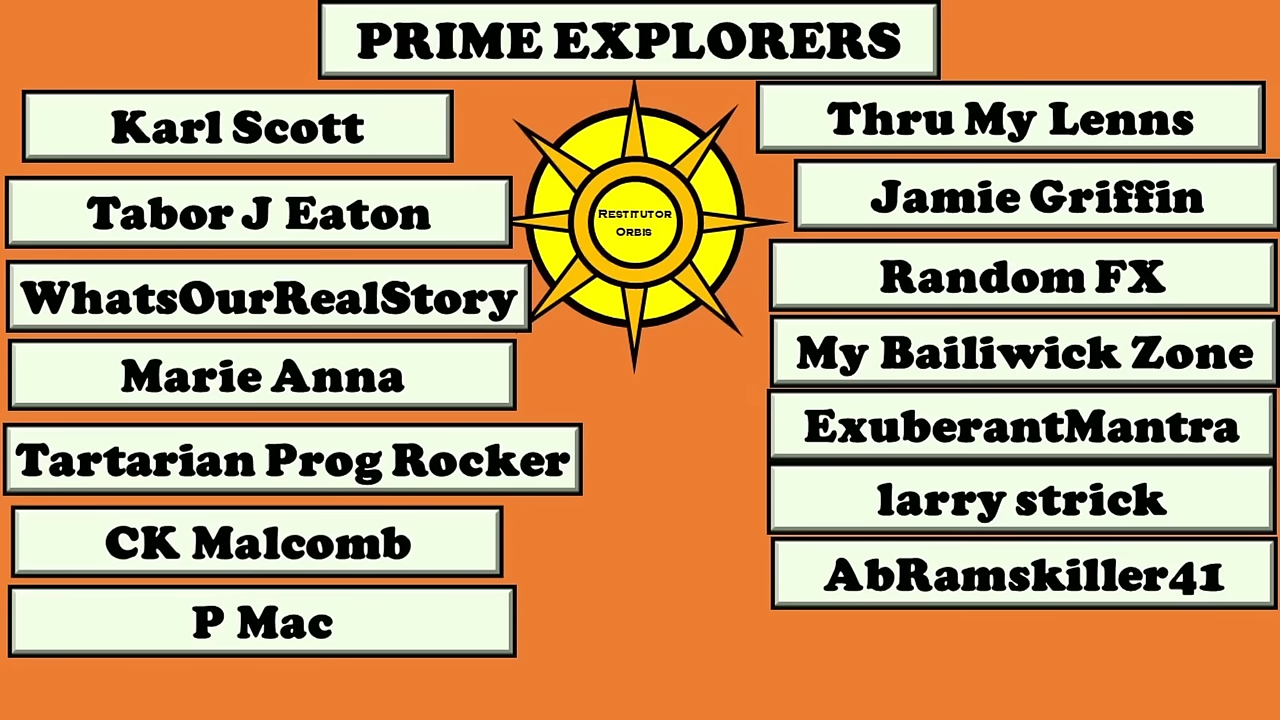 PRIME EXPLORERS
Karl Scott
Tabor J Eaton
WhatsOurRealStory
Marie Anna
Tartarian Prog Rocker
CK Malcomb
P Mac
Restitutor
Orbis
Thru My Lenns
Jamie Griffin
Random FX
My Bailiwick Zone
ExuberantMantra
larry strick
AbRamskiller41